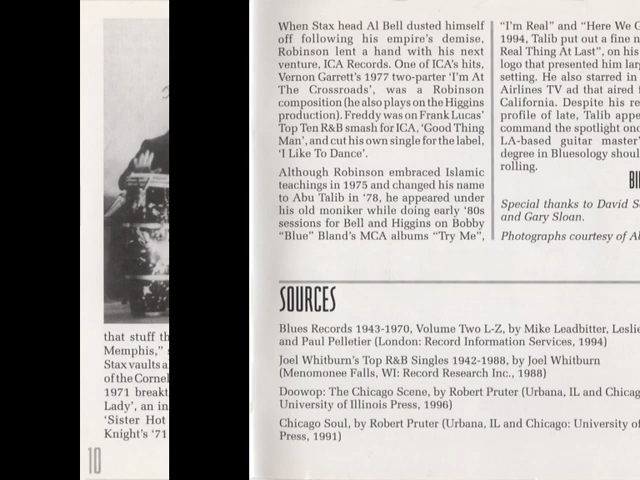 that stuff th
Memphis,"
Stax vaults a
of the Cornel
1971 breakt
Lady', an in
'Sister Hot
Knight's '71
10
When Stax head Al Bell dusted himself
off following his empire's demise,
Robinson lent a hand with his next
venture, ICA Records. One of ICA's hits,
Vernon Garrett's 1977 two-parter 'I'm At
The Crossroads', was a Robinson
composition (he also plays on the Higgins
production). Freddy was on Frank Lucas'
Top Ten R&B smash for ICA, 'Good Thing
Man', and cut his own single for the label,
'I Like To Dance'.
Although Robinson embraced Islamic
teachings in 1975 and changed his name
to Abu Talib in '78, he appeared under
his old moniker while doing early '80s
sessions for Bell and Higgins on Bobby
"Blue" Bland's MCA albums "Try Me",
"I'm Real" and "Here We G
1994, Talib put out a fine n
Real Thing At Last", on his
logo that presented him larg
setting. He also starred in
Airlines TV ad that aired f
California. Despite his re
profile of late, Talib appe
command the spotlight onc
LA-based guitar master'
degree in Bluesology shoul
rolling.
BI
Special thanks to David S
and Gary Sloan.
Photographs courtesy of Al
SOURCES
Blues Records 1943-1970, Volume Two L-Z, by Mike Leadbitter, Leslie
and Paul Pelletier (London: Record Information Services, 1994)
Joel Whitburn's Top R&B Singles 1942-1988, by Joel Whitburn
(Menomonee Falls, WI: Record Research Inc., 1988)
Doowop: The Chicago Scene, by Robert Pruter (Urbana, IL and Chicag
University of Illinois Press, 1996)
Chicago Soul, by Robert Pruter (Urbana, IL and Chicago: University of
Press, 1991)